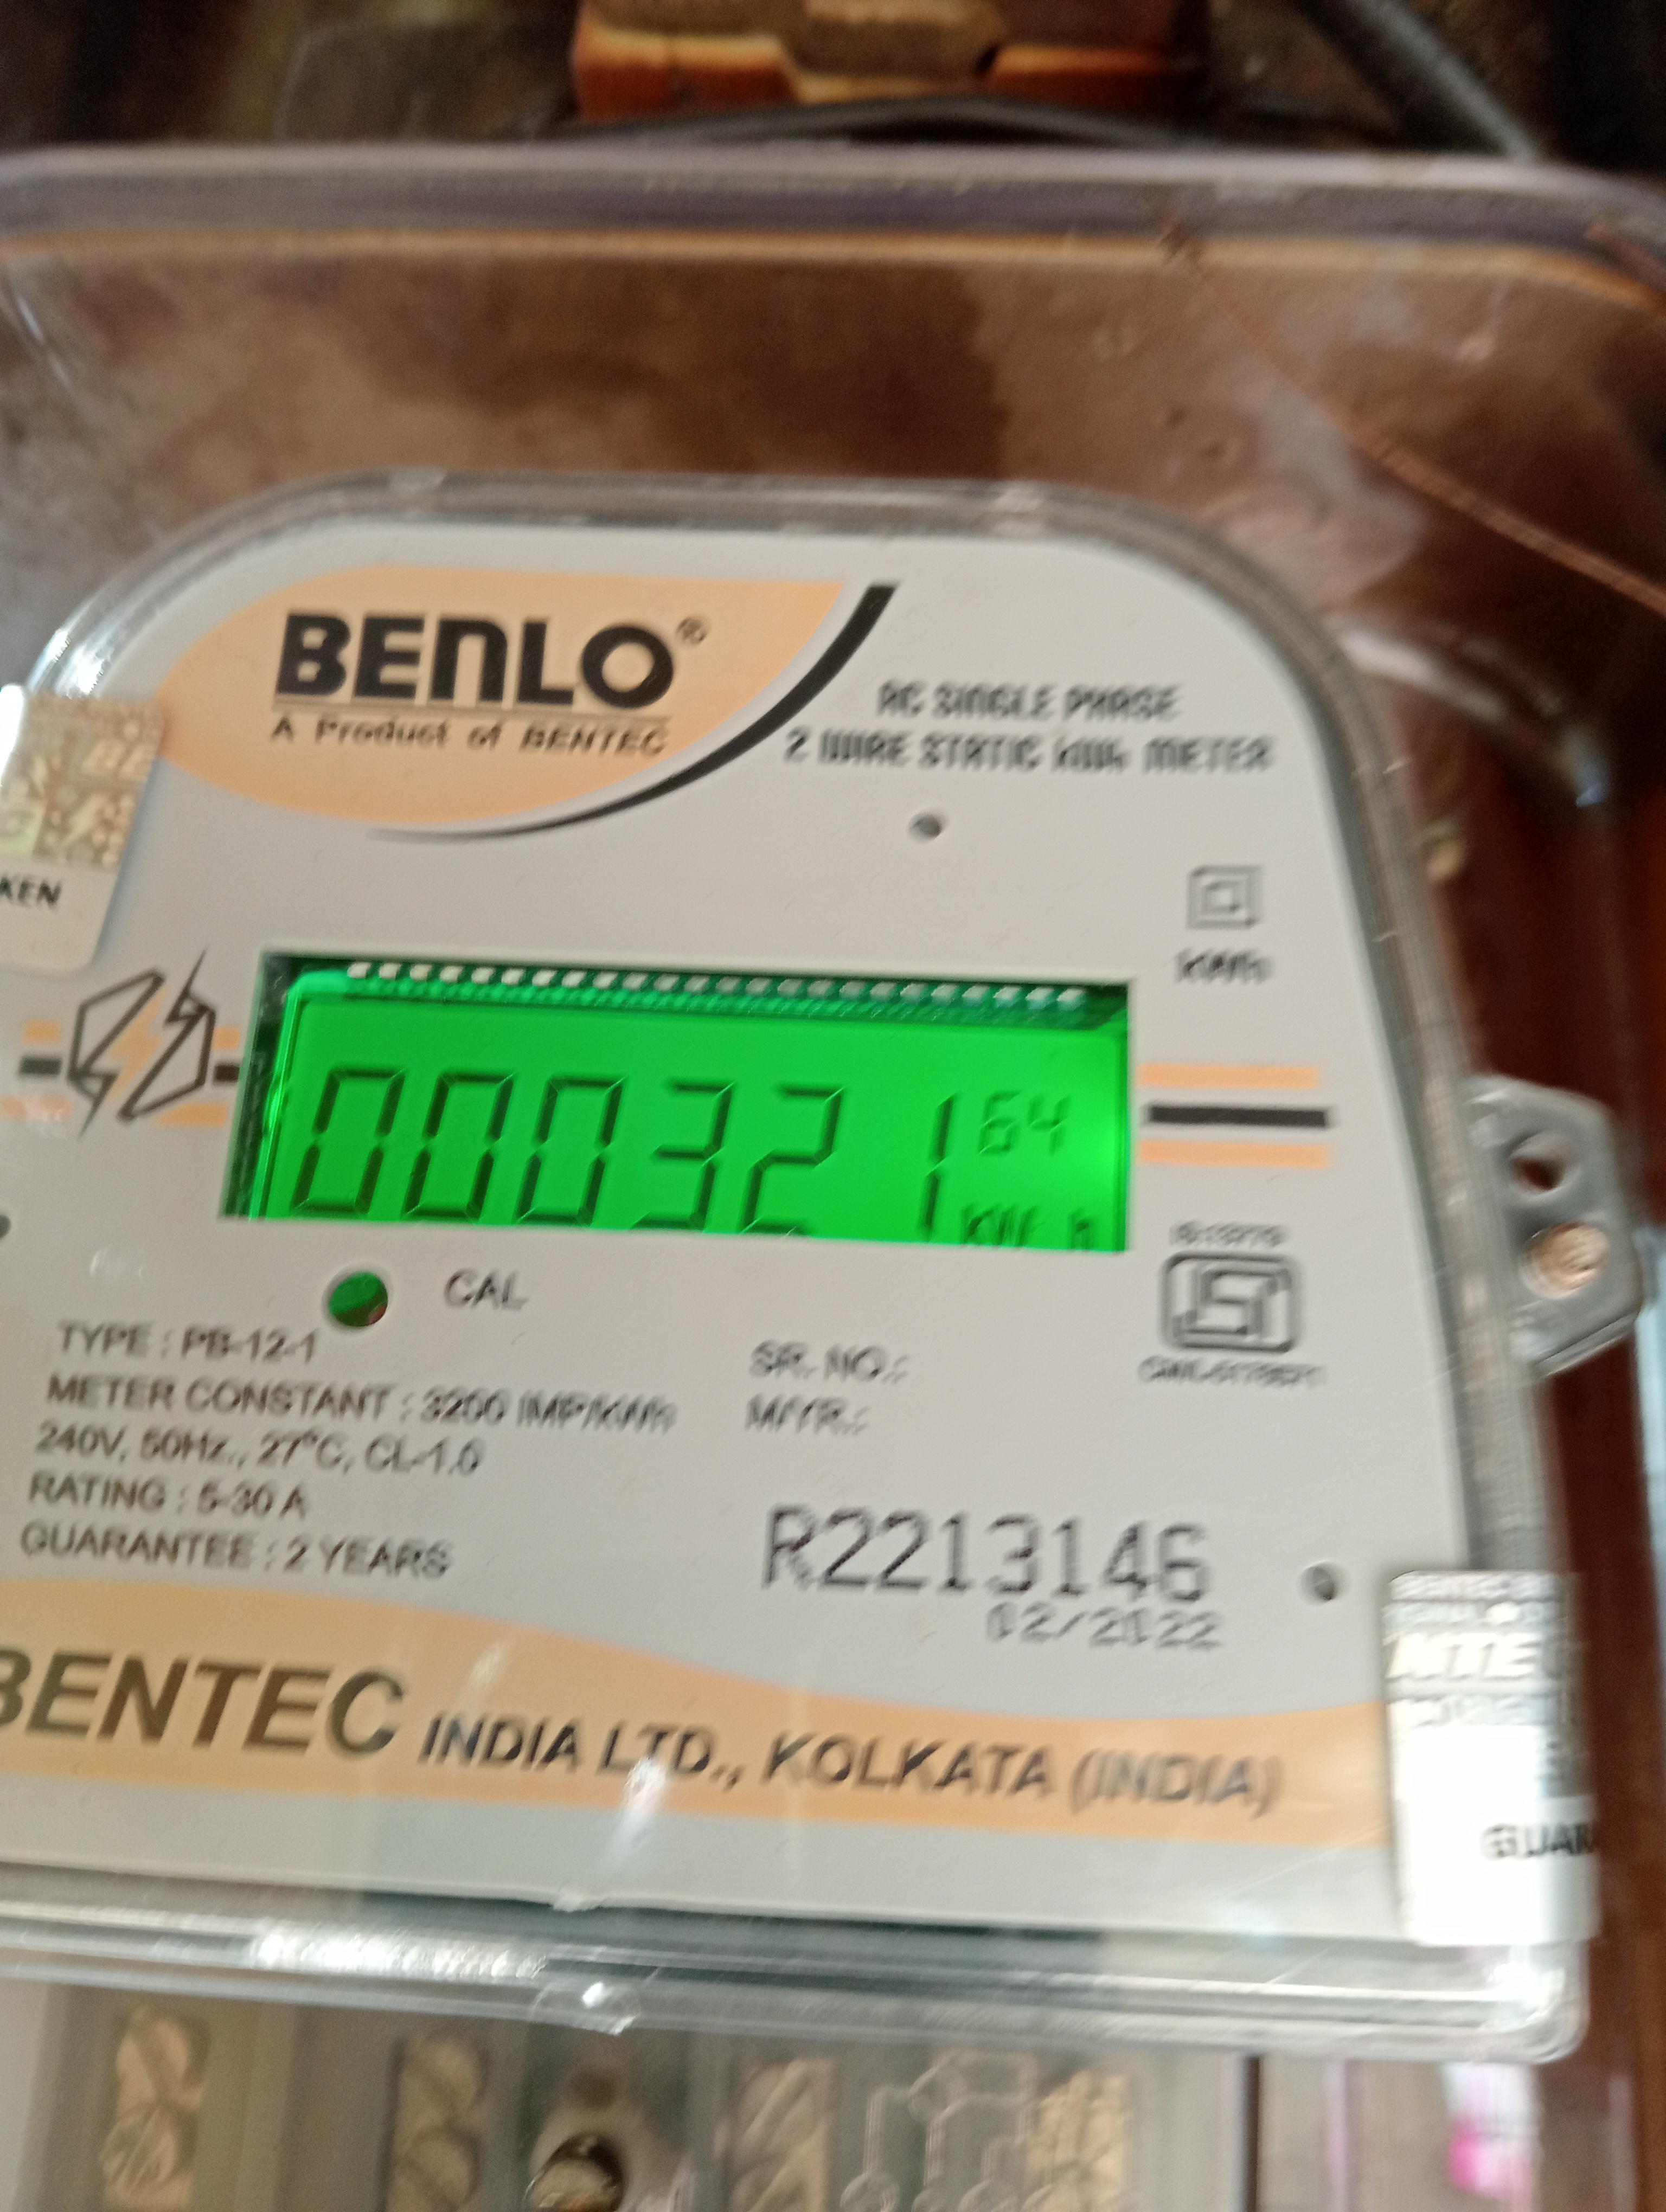 BENLO®
A Product of BENTEC
AC SINGLE PHASE
2 WIRE STATIC kWh METER
KEN
kWh
000321 64
kW h
CAL
TYPE : PB-12-1
METER CONSTANT : 3200 IMP/kWh
240V, 50Hz., 27°C, CL-1.0
RATING : 5-30 A
GUARANTEE : 2 YEARS
SR. NO.:
M/YR.:
R2213146
02/2022
BENTEC INDIA LTD., KOLKATA (INDIA)
GUAR